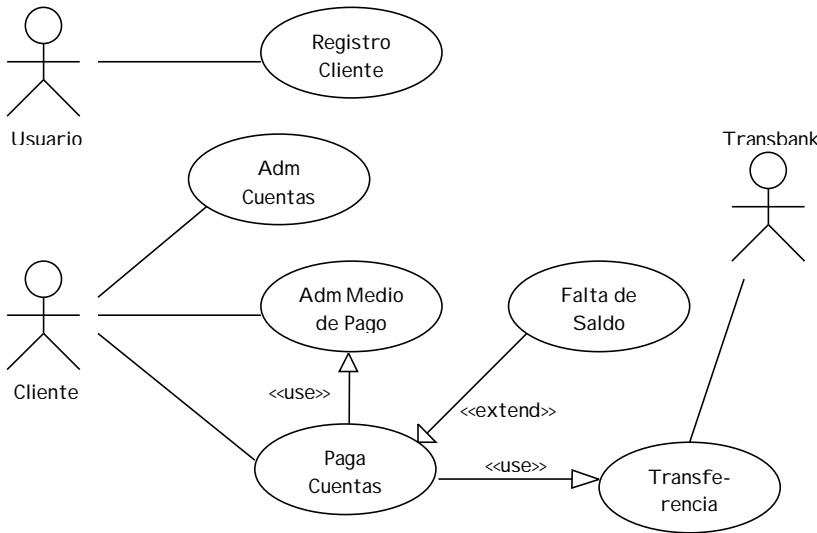 Registro
Cliente
Usuario
Transbank
Adm
Cuentas
Adm Medio
de Pago
Falta de
Saldo
Cliente
<<use>>
<<extend>>
Paga
Cuentas
<<use>>
Transfe-
rencia